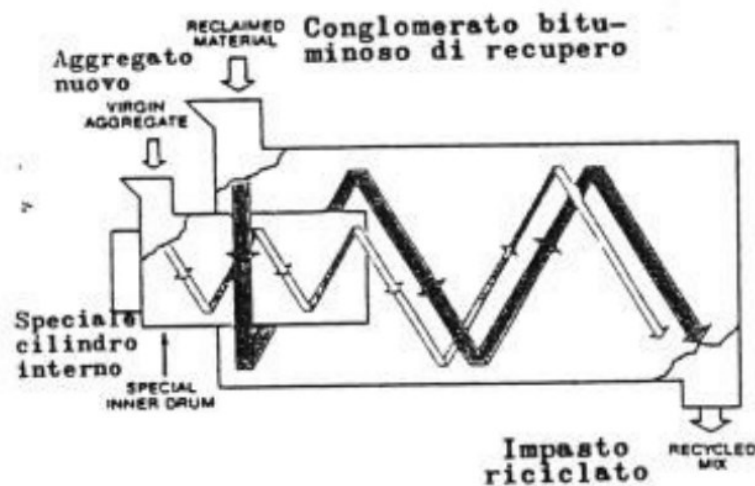 RECLAIMED
MATERIAL
Conglomerato bitu-
minoso di recupero
Aggregato
nuovo
VIRGIN
AGGREGATE
Speciale
cilindro
interno
SPECIAL
INNER DRUM
Impasto
riciclato
RECYCLED
MIX